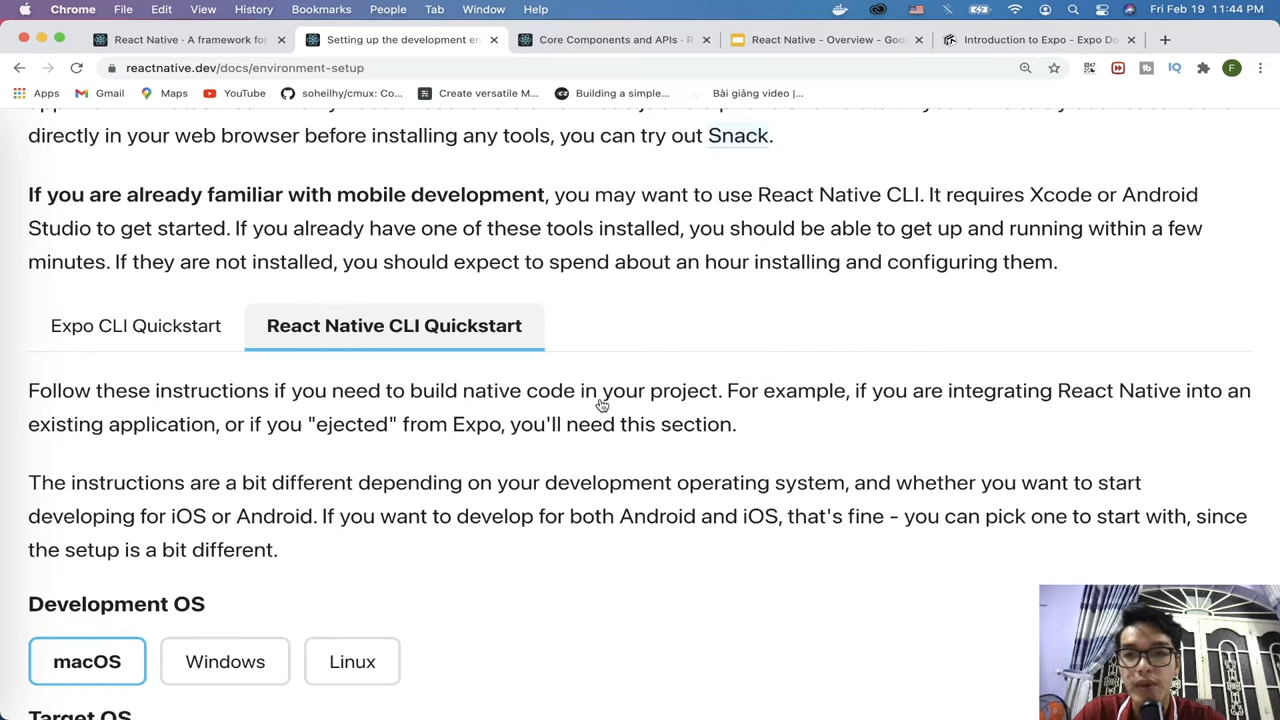 Chrome File Edit View History Bookmarks People Tab Window Help Fri Feb 19 11:44 PM
React Native · A framework for Setting up the development en Core Components and APIs · R React Native - Overview - Goo Introduction to Expo - Expo Do
reactnative.dev/docs/environment-setup
Apps Gmail Maps YouTube soheilhy/cmux: Co... Create versatile M... Building a simple... Bài giảng video |...
directly in your web browser before installing any tools, you can try out Snack.
If you are already familiar with mobile development, you may want to use React Native CLI. It requires Xcode or Android
Studio to get started. If you already have one of these tools installed, you should be able to get up and running within a few
minutes. If they are not installed, you should expect to spend about an hour installing and configuring them.
Expo CLI Quickstart React Native CLI Quickstart
Follow these instructions if you need to build native code in your project. For example, if you are integrating React Native into an
existing application, or if you "ejected" from Expo, you'll need this section.
The instructions are a bit different depending on your development operating system, and whether you want to start
developing for iOS or Android. If you want to develop for both Android and iOS, that's fine - you can pick one to start with, since
the setup is a bit different.
Development OS
macOS Windows Linux
Target OS